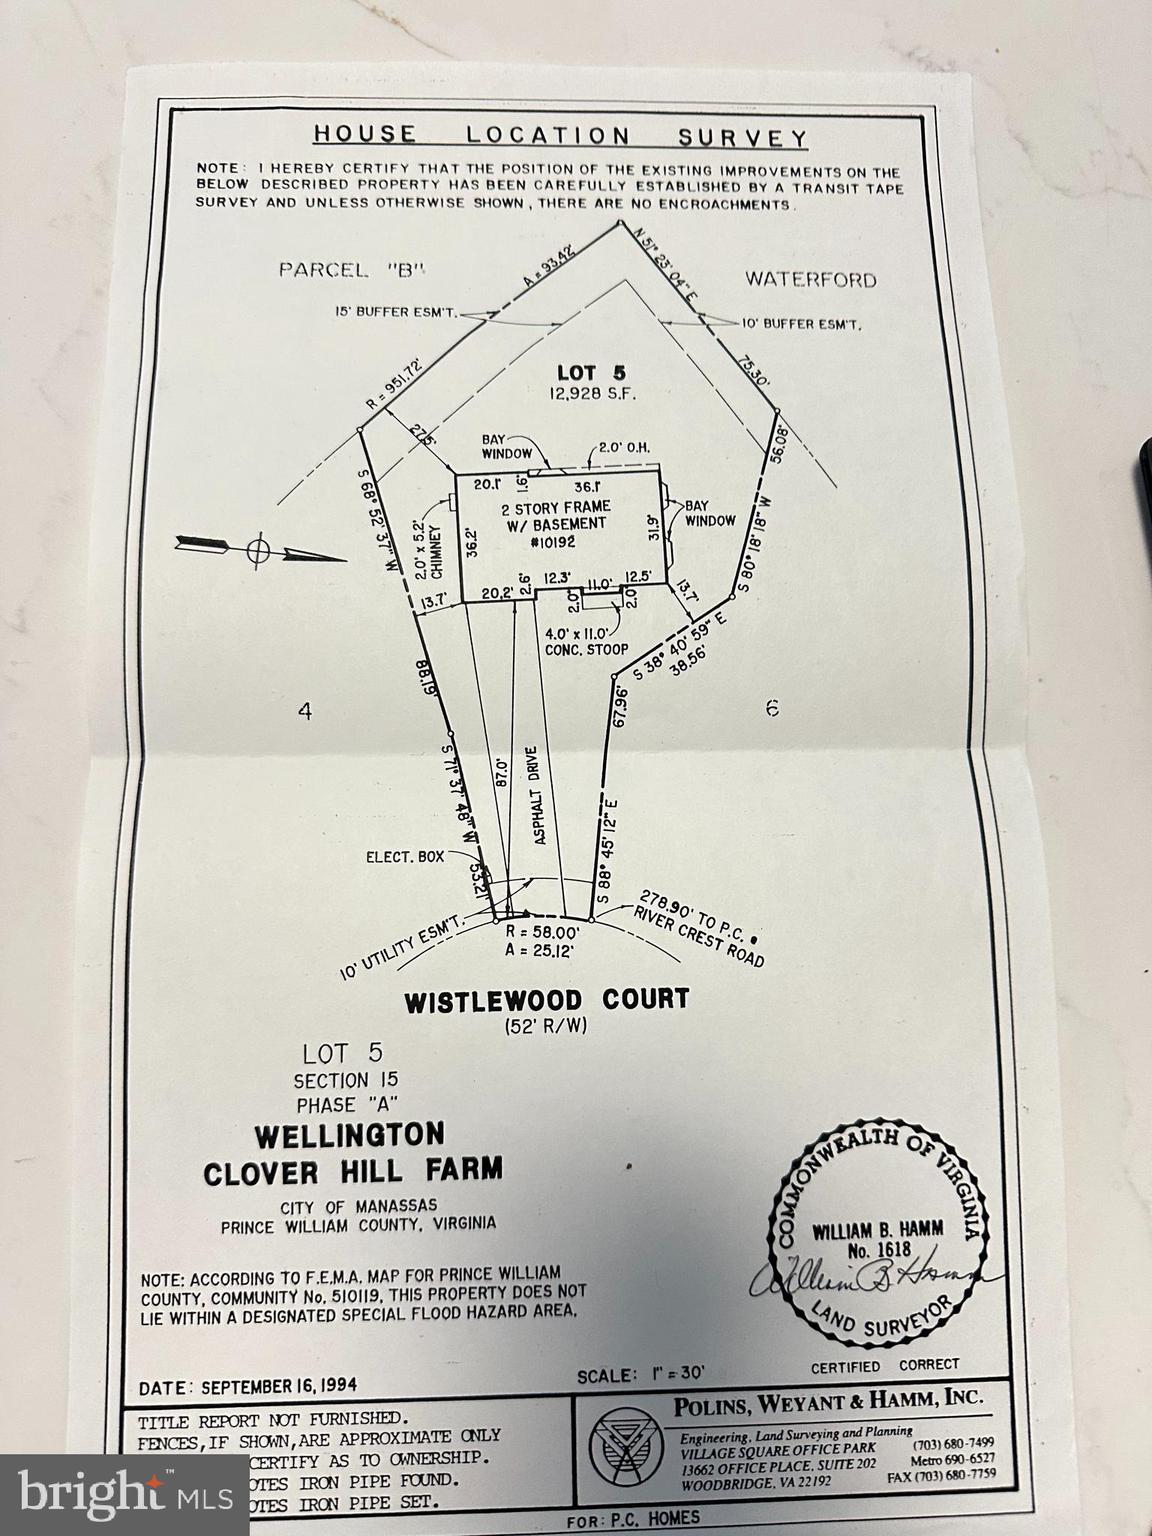 HOUSE LOCATION SURVEY
NOTE: I HEREBY CERTIFY THAT THE POSITION OF THE EXISTING IMPROVEMENTS ON THE
BELOW DESCRIBED PROPERTY HAS BEEN CAREFULLY ESTABLISHED BY A TRANSIT TAPE
SURVEY AND UNLESS OTHERWISE SHOWN, THERE ARE NO ENCROACHMENTS.
PARCEL "B"
A = 93.42'
N 51° 23' 04" E
WATERFORD
15' BUFFER ESM'T.
10' BUFFER ESM'T.
R = 951.72'
75.30'
LOT 5
12,928 S.F.
27.5'
BAY
WINDOW
2.0' O.H.
56.08'
S 68° 52' 37" W
20.1'
1.6'
36.1'
2 STORY FRAME
W/ BASEMENT
#10192
BAY
WINDOW
2.0' x 5.2'
CHIMNEY
36.2'
31.9'
S 80° 18' 18" W
12.3'
11.0'
12.5'
20.2'
2.6'
2.0'
2.0'
13.7'
13.7'
4.0' x 11.0'
CONC. STOOP
S 38° 40' 59" E
38.56'
88.19'
67.96'
4
6
S 71° 37' 48" W
87.0'
ASPHALT DRIVE
S 88° 45' 12" E
ELECT. BOX
53.21'
10' UTILITY ESM'T.
R = 58.00'
A = 25.12'
278.90' TO P.C.
RIVER CREST ROAD
WISTLEWOOD COURT
(52' R/W)
LOT 5
SECTION 15
PHASE "A"
WELLINGTON
CLOVER HILL FARM
CITY OF MANASSAS
PRINCE WILLIAM COUNTY, VIRGINIA
NOTE: ACCORDING TO F.E.M.A. MAP FOR PRINCE WILLIAM
COUNTY, COMMUNITY No. 510119, THIS PROPERTY DOES NOT
LIE WITHIN A DESIGNATED SPECIAL FLOOD HAZARD AREA.
COMMONWEALTH OF VIRGINIA
WILLIAM B. HAMM
No. 1618
William B Hamm
LAND SURVEYOR
CERTIFIED CORRECT
DATE: SEPTEMBER 16, 1994
SCALE: 1" = 30'
TITLE REPORT NOT FURNISHED.
FENCES, IF SHOWN, ARE APPROXIMATE ONLY
CERTIFY AS TO OWNERSHIP.
OTES IRON PIPE FOUND.
OTES IRON PIPE SET.
POLINS, WEYANT & HAMM, INC.
Engineering, Land Surveying and Planning
VILLAGE SQUARE OFFICE PARK
13662 OFFICE PLACE, SUITE 202
WOODBRIDGE, VA 22192
(703) 680-7499
Metro 690-6527
FAX (703) 680-7759
FOR: P.C. HOMES
bright™ MLS